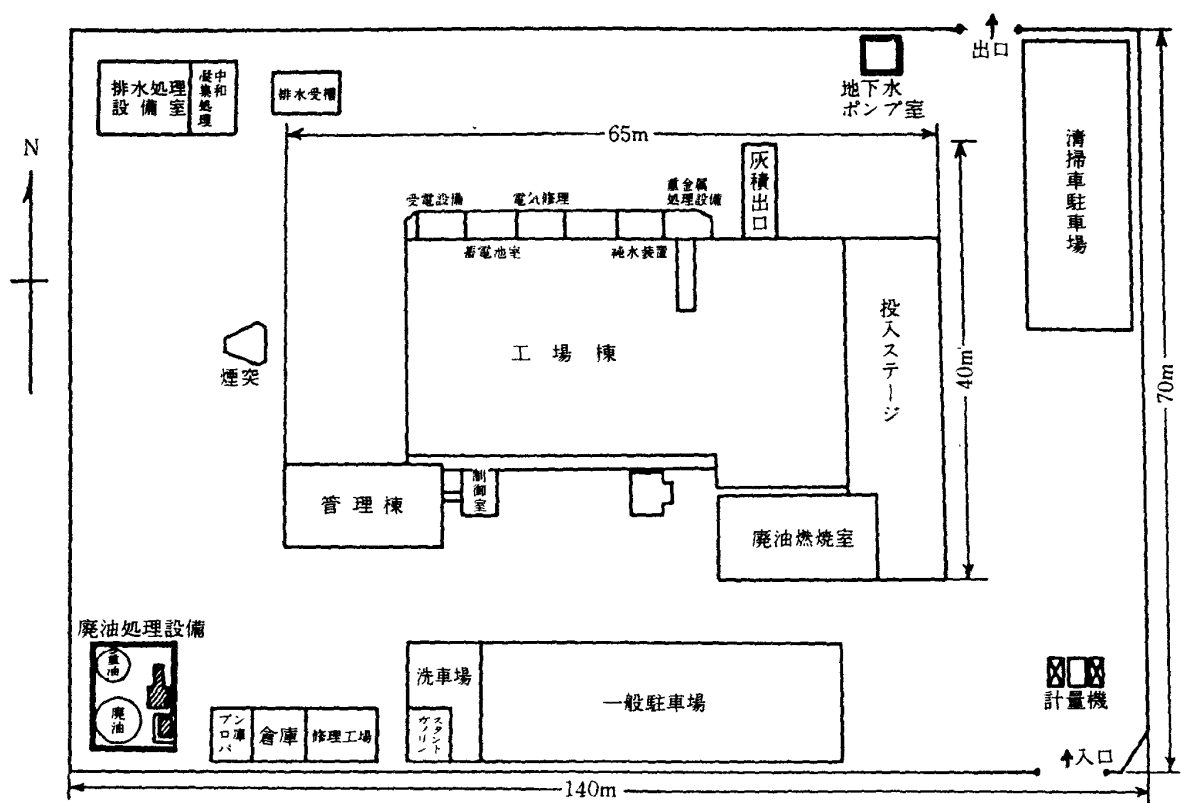 出口
排水処理
設備室
中和
凝集処理
排水受槽
地下水
ポンプ室
清掃車駐車場
65m
N
灰積出口
受電設備
電気修理
重金属
処理設備
蓄電池室
純水装置
工場棟
投入ステージ
煙突
40m
70m
管理棟
制御室
廃油燃焼室
廃油処理設備
重油
廃油
洗車場
一般駐車場
計量機
プロパ
ン庫
倉庫
修理工場
スタンド
入口
140m